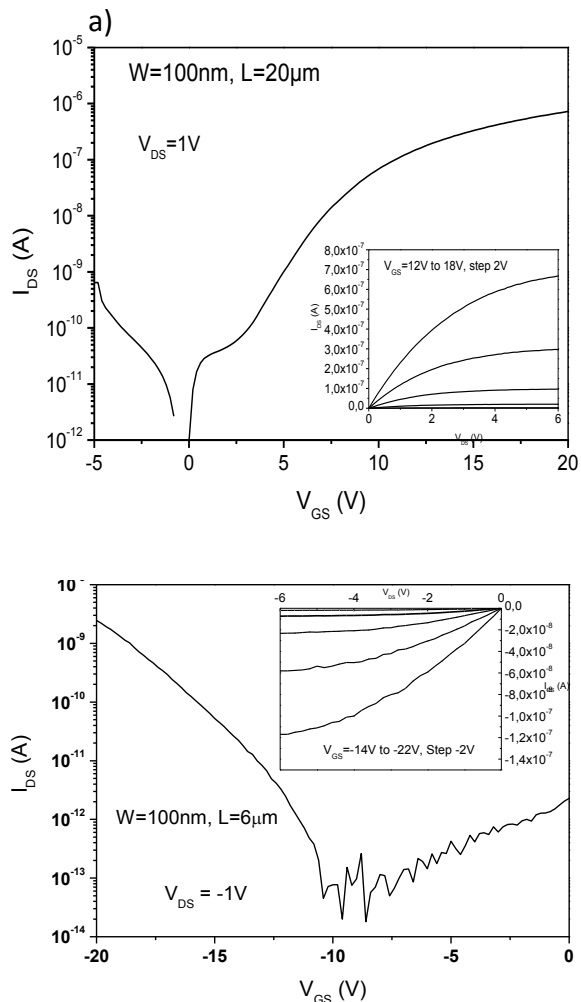 a)
10⁻⁵
W=100nm, L=20µm
10⁻⁶
V_DS=1V
10⁻⁷
10⁻⁸
I_DS (A)
10⁻⁹
10⁻¹⁰
10⁻¹¹
10⁻¹²
8,0x10⁻⁷
7,0x10⁻⁷
6,0x10⁻⁷
5,0x10⁻⁷
4,0x10⁻⁷
3,0x10⁻⁷
2,0x10⁻⁷
1,0x10⁻⁷
0,0
I_DS (A)
V_GS=12V to 18V, step 2V
0 2 4 6
V_DS (V)
-5 0 5 10 15 20
V_GS (V)
10⁻⁹
10⁻¹⁰
10⁻¹¹
10⁻¹²
10⁻¹³
10⁻¹⁴
I_DS (A)
-6 -4 -2 0
V_DS (V)
0,0
-2,0x10⁻⁸
-4,0x10⁻⁸
-6,0x10⁻⁸
-1,0x10⁻⁷
-1,2x10⁻⁷
-1,4x10⁻⁷
V_GS=-14V to -22V, Step -2V
W=100nm, L=6µm
V_DS = -1V
-20 -15 -10 -5 0
V_GS (V)